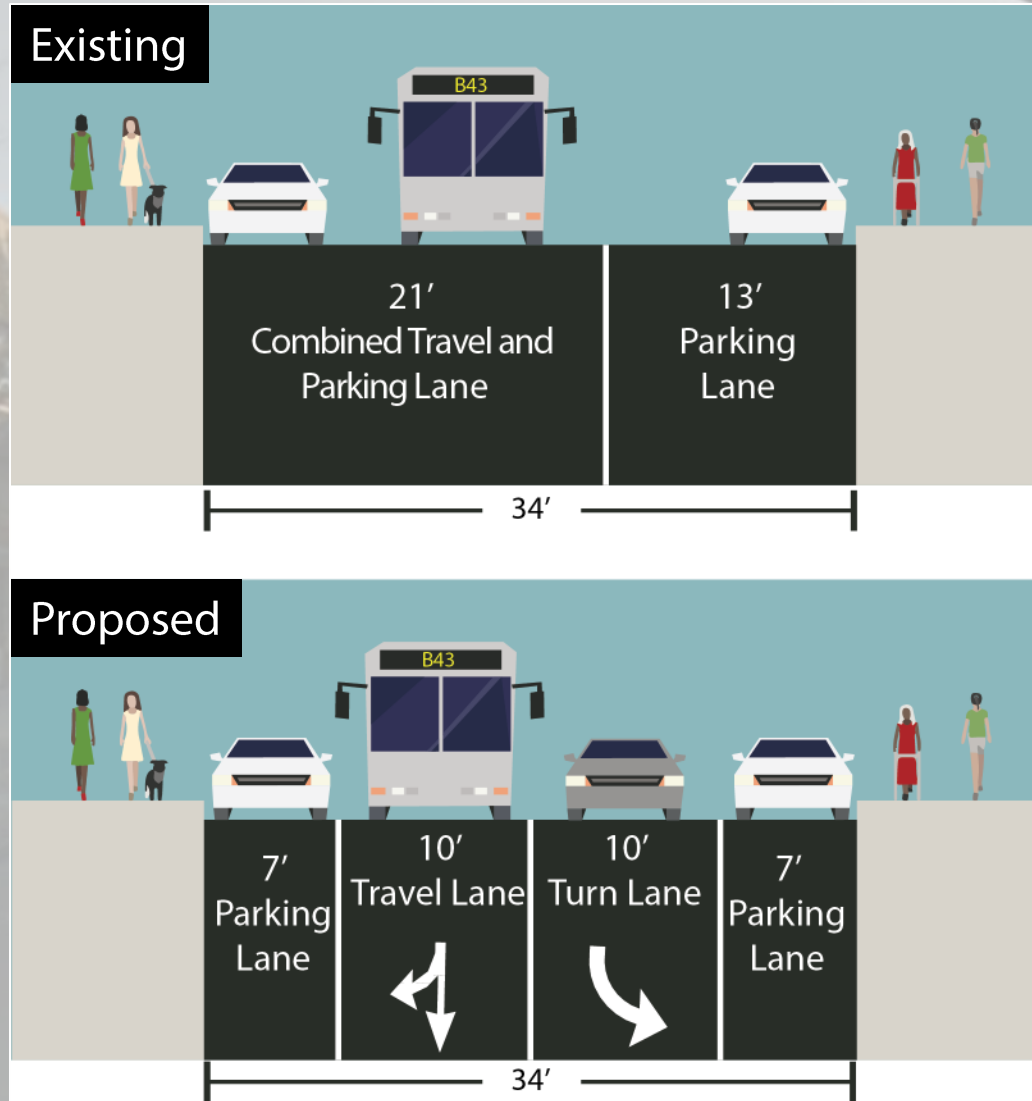 Existing
B43
21′
Combined Travel and
Parking Lane
13′
Parking
Lane
34′
Proposed
B43
7′
Parking
Lane
10′
Travel Lane
10′
Turn Lane
7′
Parking
Lane
34′